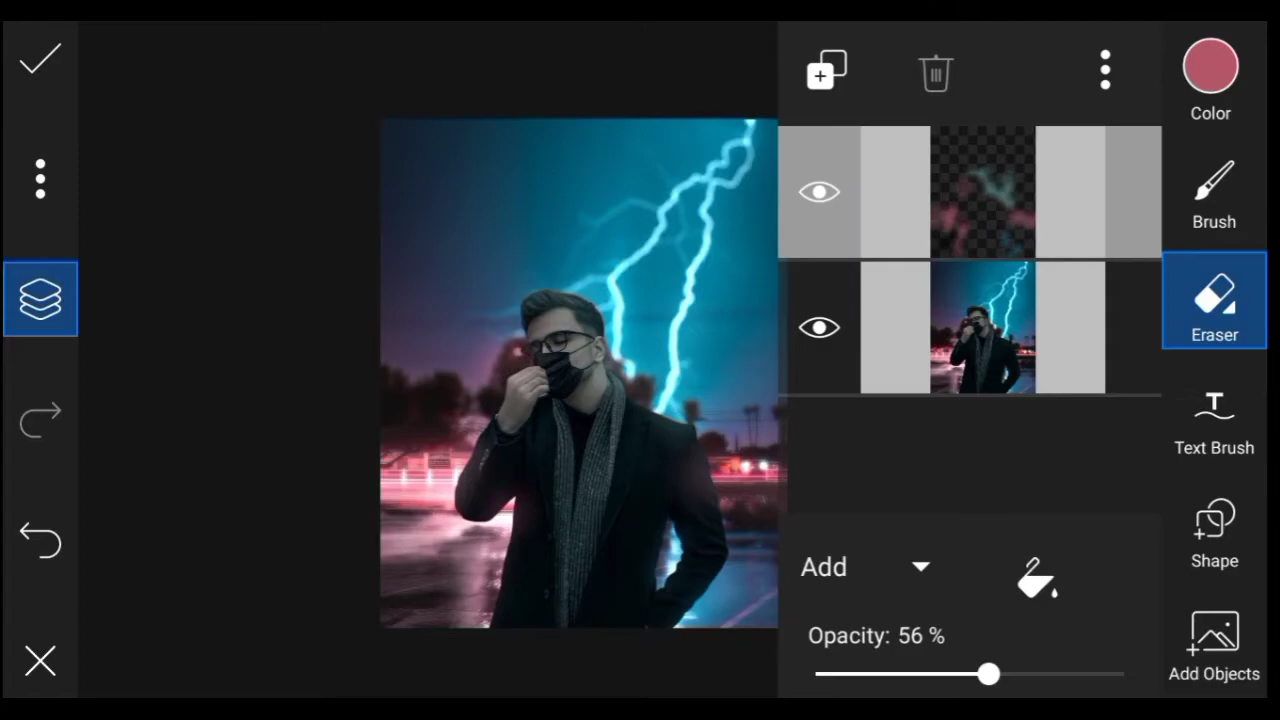 Color
Brush
Eraser
Text Brush
Shape
Add Objects
Add
Opacity: 56 %
T